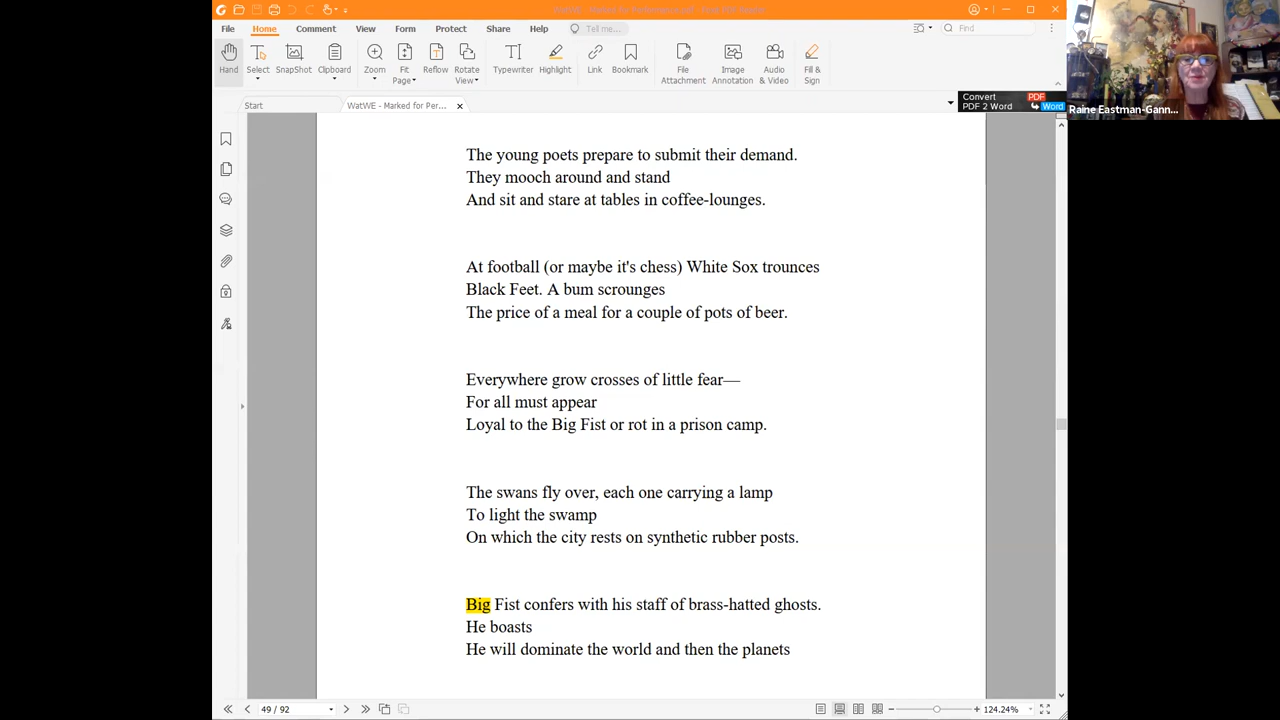 File Home Comment View Form Protect Share Help Tell me... Find
Hand Select SnapShot Clipboard Zoom Fit Page Reflow Rotate View Typewriter Highlight Link Bookmark File Attachment Image Annotation Audio & Video Fill & Sign
Start WatWE - Marked for Per... Convert PDF 2 Word PDF Word
Raine Eastman-Gann...
The young poets prepare to submit their demand.
They mooch around and stand
And sit and stare at tables in coffee-lounges.
At football (or maybe it's chess) White Sox trounces
Black Feet. A bum scrounges
The price of a meal for a couple of pots of beer.
Everywhere grow crosses of little fear—
For all must appear
Loyal to the Big Fist or rot in a prison camp.
The swans fly over, each one carrying a lamp
To light the swamp
On which the city rests on synthetic rubber posts.
Big Fist confers with his staff of brass-hatted ghosts.
He boasts
He will dominate the world and then the planets
49 / 92 124.24%